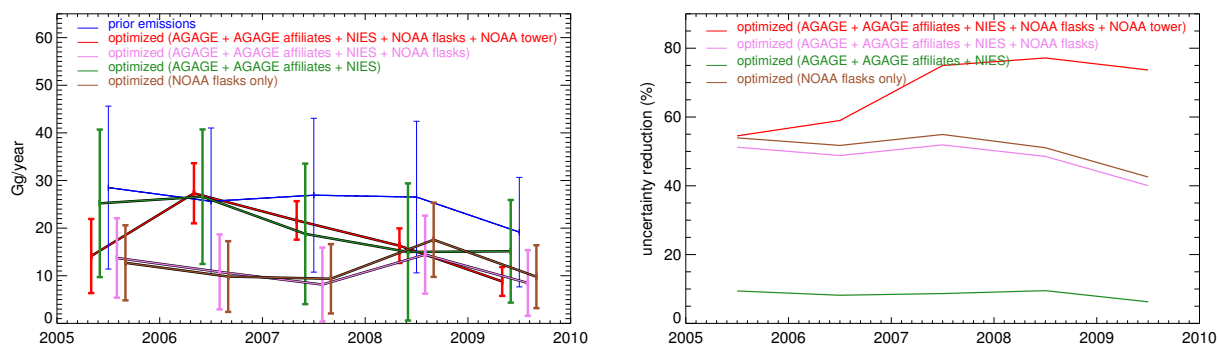 prior emissions
optimized (AGAGE + AGAGE affiliates + NIES + NOAA flasks + NOAA tower)
optimized (AGAGE + AGAGE affiliates + NIES + NOAA flasks)
optimized (AGAGE + AGAGE affiliates + NIES)
optimized (NOAA flasks only)
Gg/year
60
50
40
30
20
10
0
2005 2006 2007 2008 2009 2010
optimized (AGAGE + AGAGE affiliates + NIES + NOAA flasks + NOAA tower)
optimized (AGAGE + AGAGE affiliates + NIES + NOAA flasks)
optimized (AGAGE + AGAGE affiliates + NIES)
optimized (NOAA flasks only)
uncertainty reduction (%)
80
60
40
20
0
2005 2006 2007 2008 2009 2010